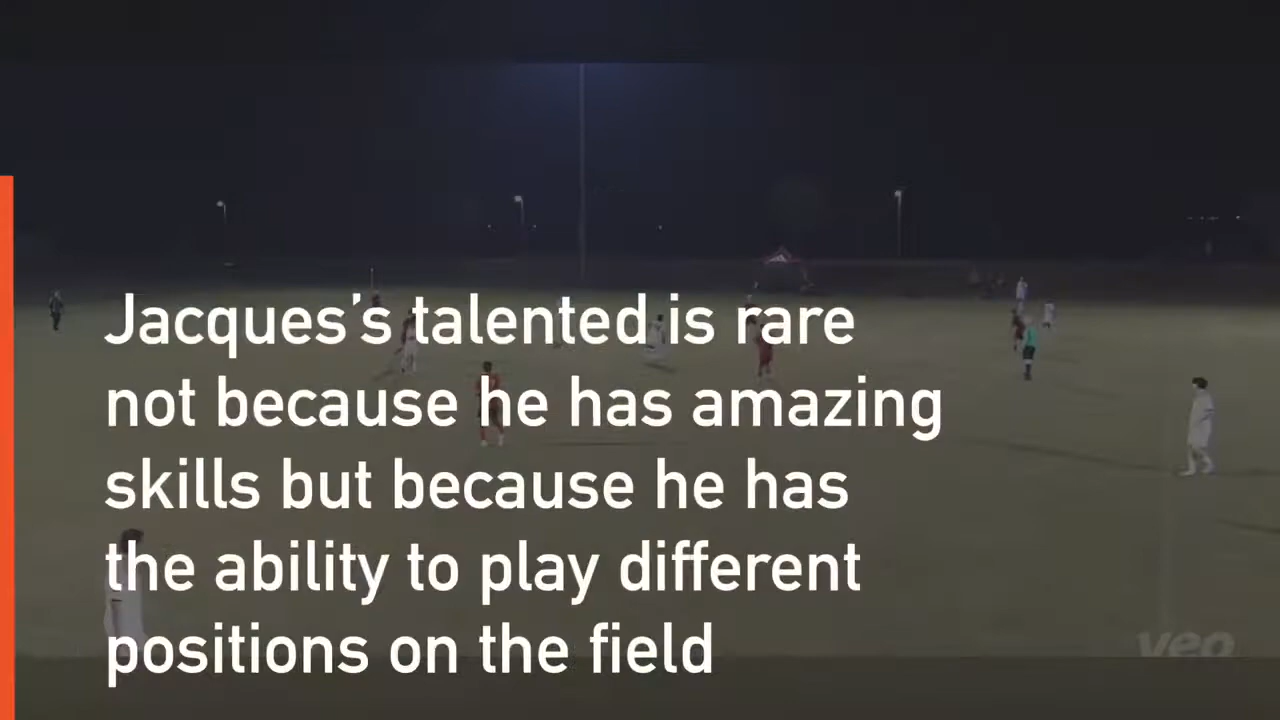 Jacques’s talented is rare
not because he has amazing
skills but because he has
the ability to play different
positions on the field
veo